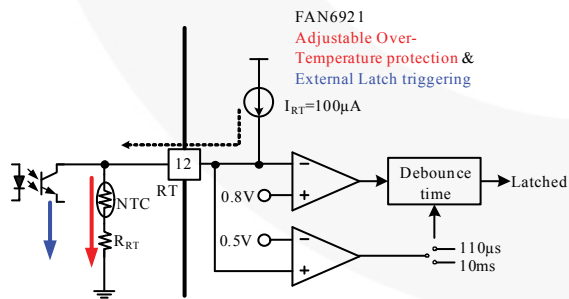 FAN6921
Adjustable Over-
Temperature protection &
External Latch triggering
I_RT=100µA
12
RT
NTC
R_RT
−
+
0.8V
0.5V
−
+
Debounce
time
Latched
110µs
10ms